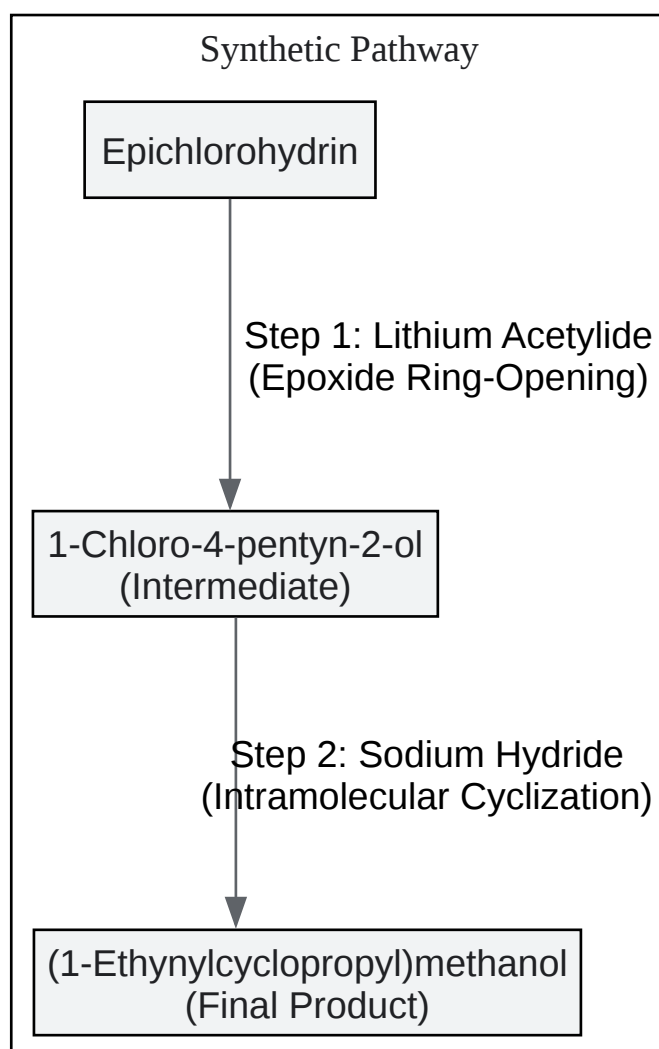 Synthetic Pathway
Epichlorohydrin
Step 1: Lithium Acetylide
(Epoxide Ring-Opening)
1-Chloro-4-pentyn-2-ol
(Intermediate)
Step 2: Sodium Hydride
(Intramolecular Cyclization)
(1-Ethynylcyclopropyl)methanol
(Final Product)